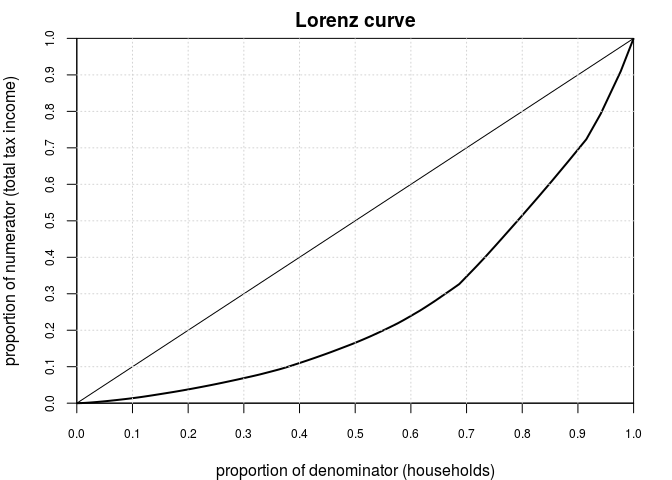 Lorenz curve
proportion of numerator (total tax income)
1.0
0.9
0.8
0.7
0.6
0.5
0.4
0.3
0.2
0.1
0.0
0.0 0.1 0.2 0.3 0.4 0.5 0.6 0.7 0.8 0.9 1.0
proportion of denominator (households)